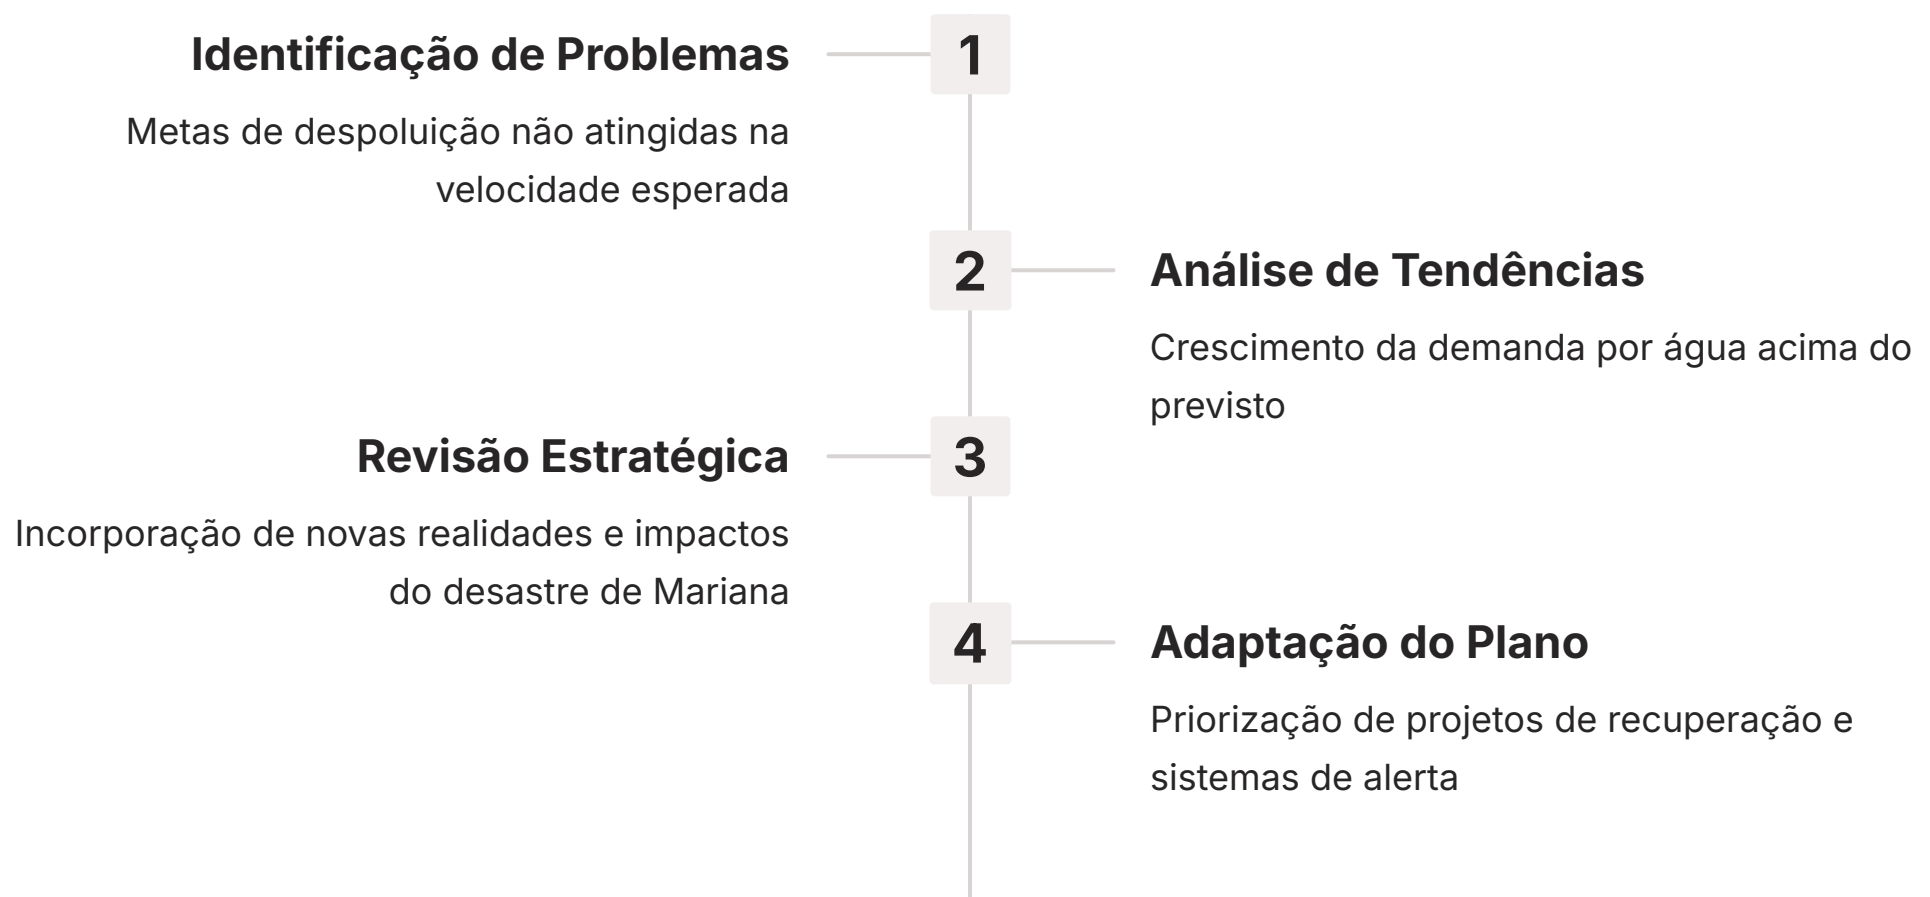 1
Identificação de Problemas
Metas de despoluição não atingidas na
velocidade esperada
2
Análise de Tendências
Crescimento da demanda por água acima do
previsto
3
Revisão Estratégica
Incorporação de novas realidades e impactos
do desastre de Mariana
4
Adaptação do Plano
Priorização de projetos de recuperação e
sistemas de alerta